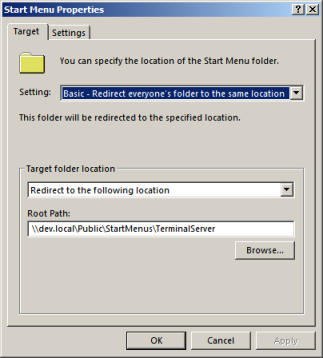 Start Menu Properties
Target
Settings
You can specify the location of the Start Menu folder.
Setting:
Basic - Redirect everyone's folder to the same location
This folder will be redirected to the specified location.
Target folder location
Redirect to the following location
Root Path:
\\dev.local\Public\StartMenus\TerminalServer
Browse...
OK
Cancel
Apply